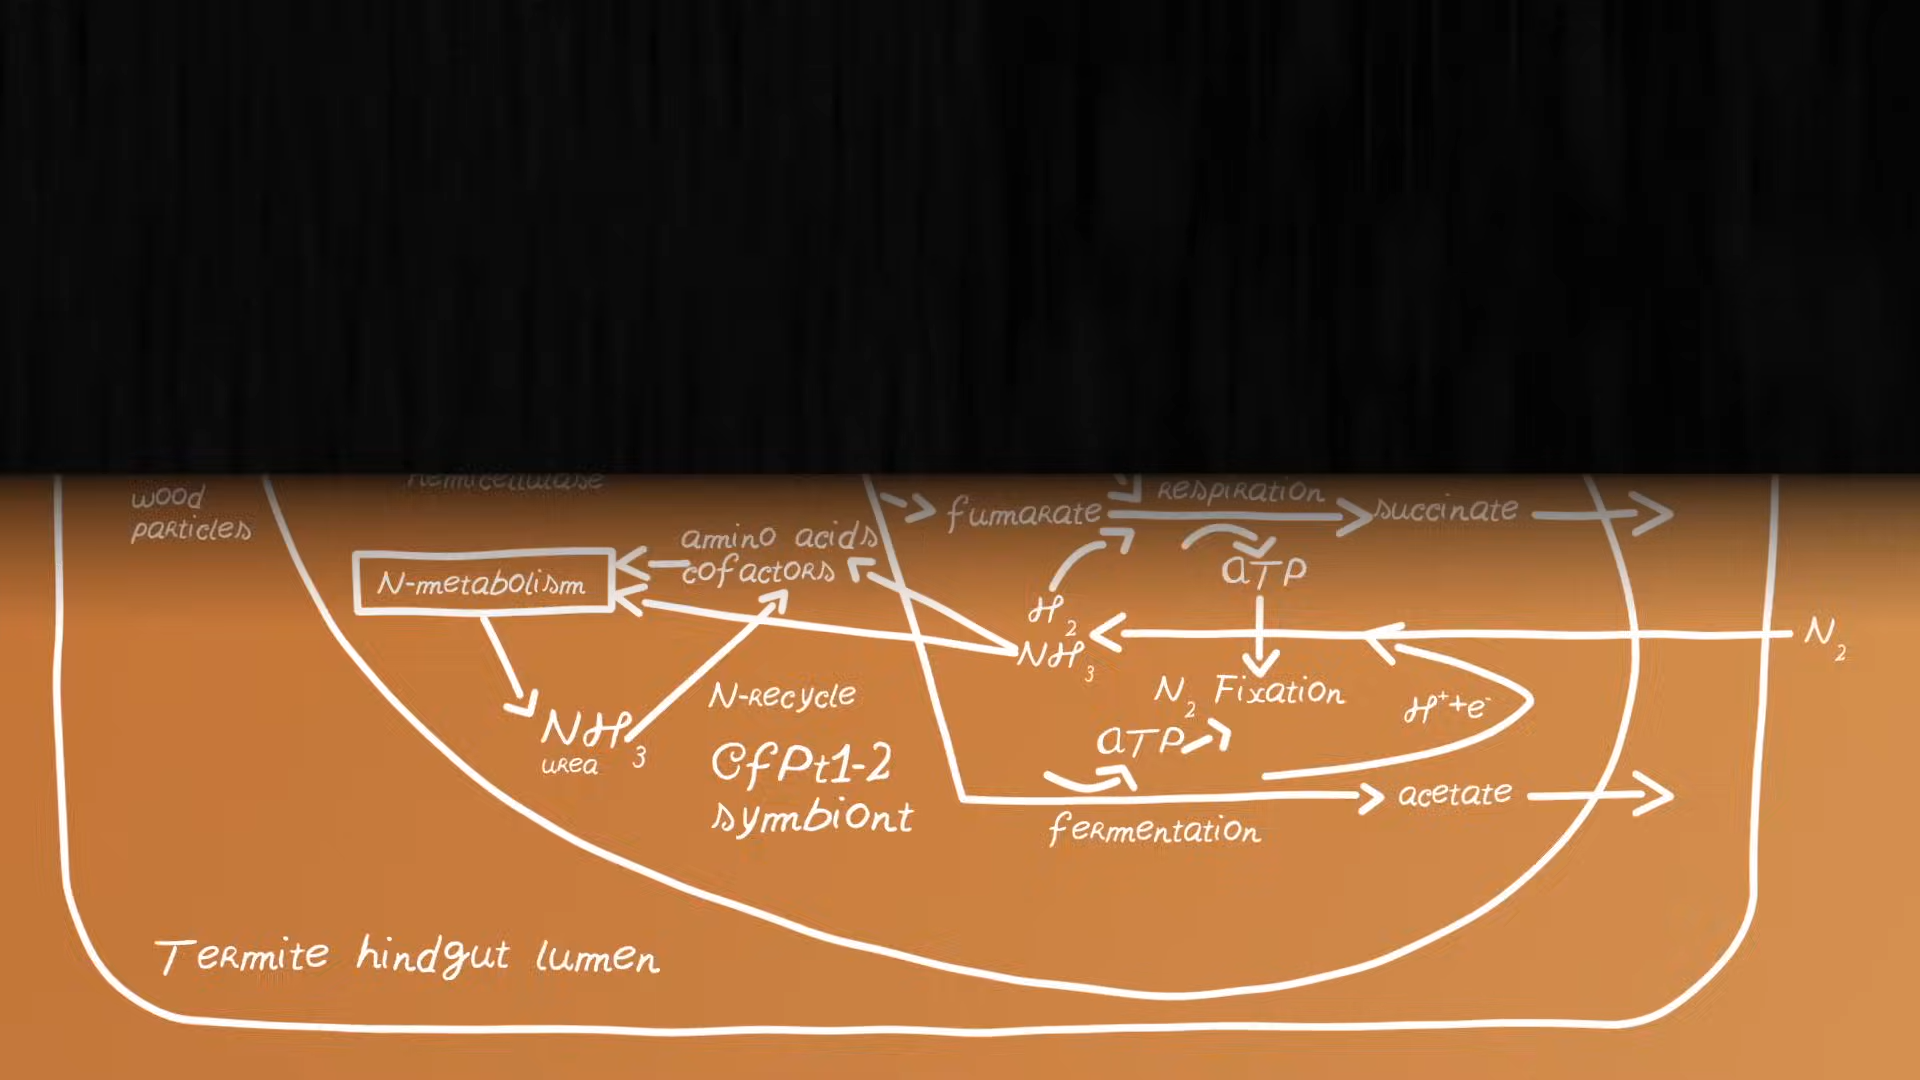 hemicellulase
wood
particles
fumarate
respiration
succinate
amino acids
cofactors
N-metabolism
ATP
H2
NH3
N2
N2 Fixation
H⁺+e⁻
N-recycle
NH3
urea
CfPt1-2
symbiont
ATP
acetate
fermentation
Termite hindgut lumen